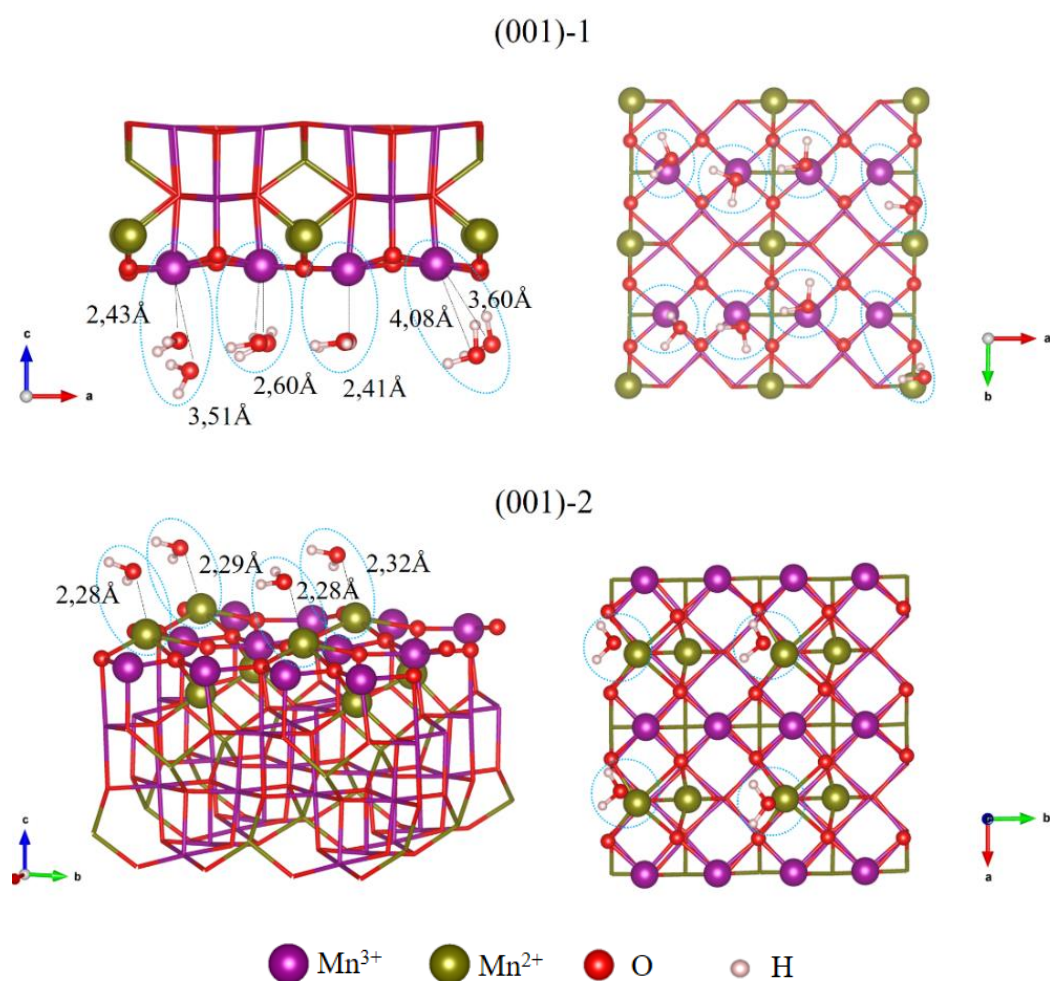 (001)-1
2,43Å
3,51Å
2,60Å
2,41Å
4,08Å
3,60Å
c
a
a
b
(001)-2
2,28Å
2,29Å
2,28Å
2,32Å
c
b
b
a
Mn³⁺
Mn²⁺
O
H